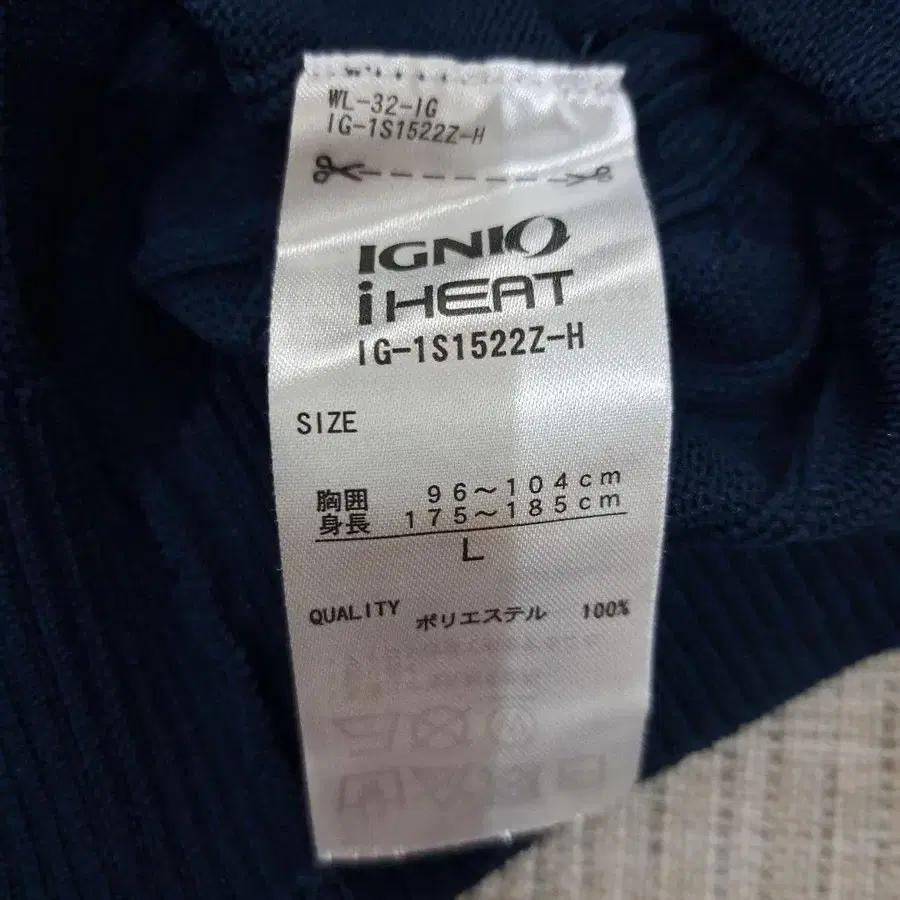 WL-32-IG
IG-1S1522Z-H
IGNIO
iHEAT
IG-1S1522Z-H
SIZE
胸囲 96～104cm
身長 175～185cm
L
QUALITY ポリエステル 100%